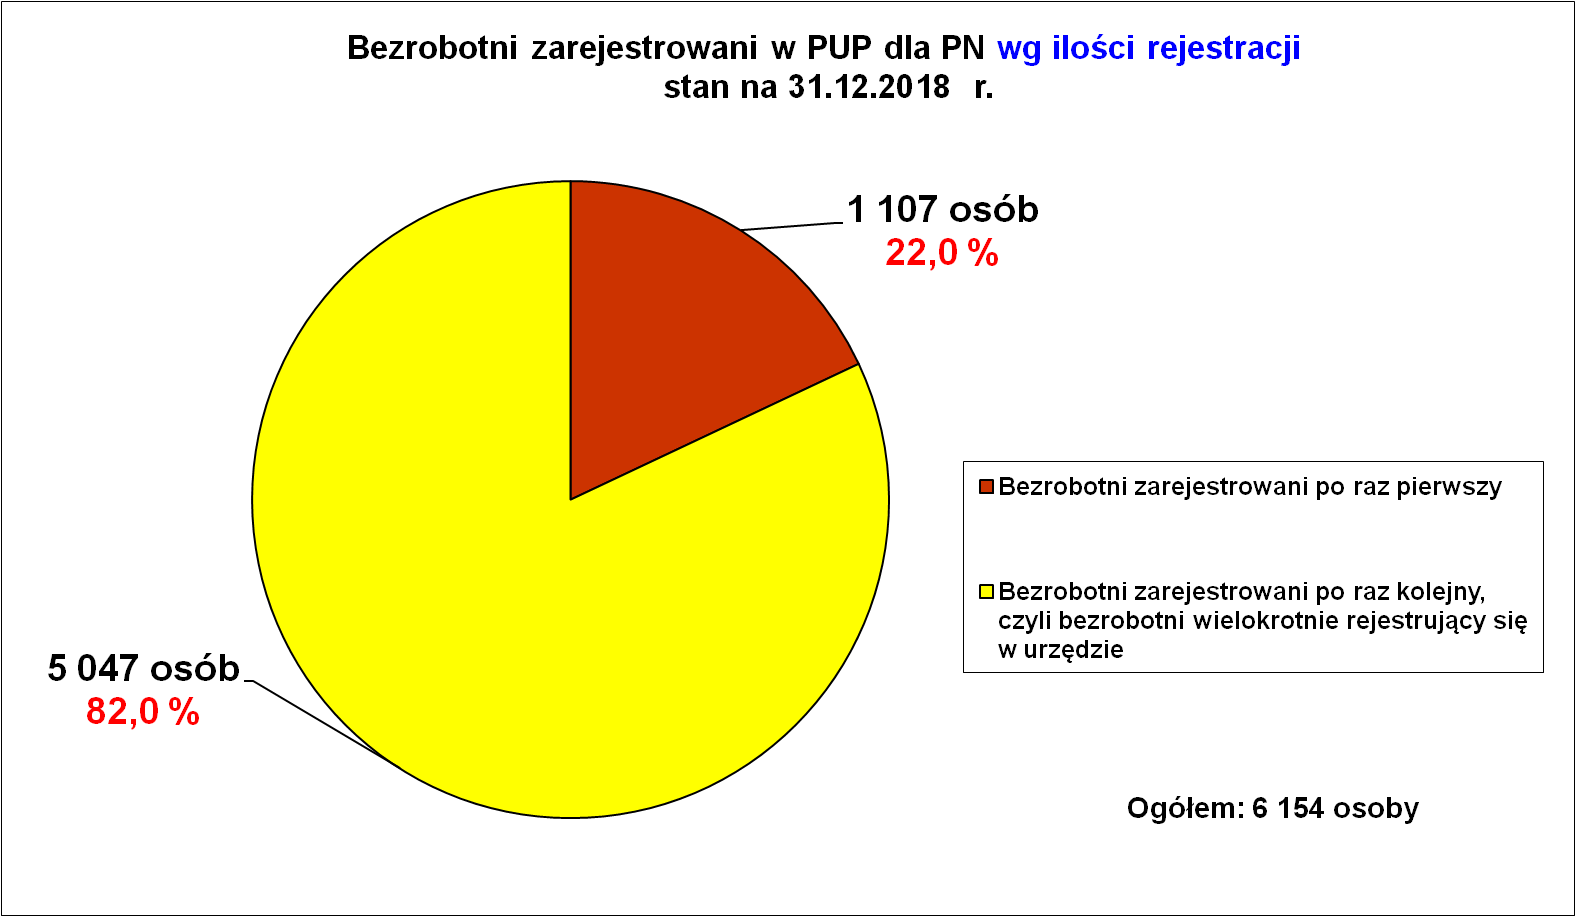 Bezrobotni zarejestrowani w PUP dla PN wg ilości rejestracji
stan na 31.12.2018 r.
1 107 osób
22,0 %
Bezrobotni zarejestrowani po raz pierwszy
Bezrobotni zarejestrowani po raz kolejny,
czyli bezrobotni wielokrotnie rejestrujący się
w urzędzie
5 047 osób
82,0 %
Ogółem: 6 154 osoby